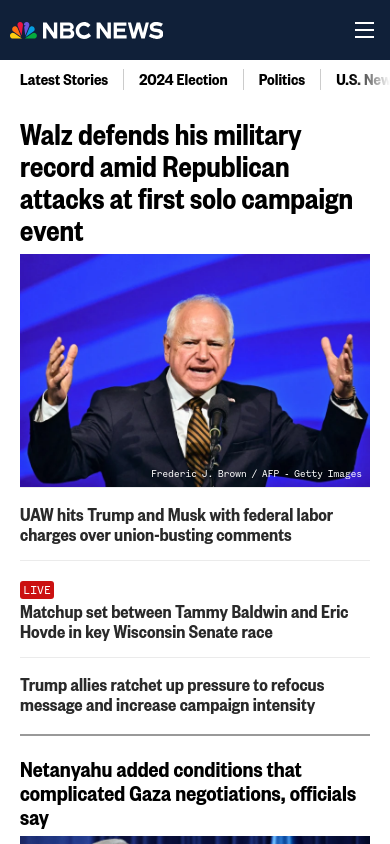 NBC NEWS
Latest Stories
2024 Election
Politics
U.S.
Walz defends his military
record amid Republican
attacks at first solo campaign
event
Frederic J. Brown / AFP - Getty Images
UAW hits Trump and Musk with federal labor
charges over union-busting comments
LIVE
Matchup set between Tammy Baldwin and Eric
Hovde in key Wisconsin Senate race
Trump allies ratchet up pressure to refocus
message and increase campaign intensity
Netanyahu added conditions that
complicated Gaza negotiations, officials
say